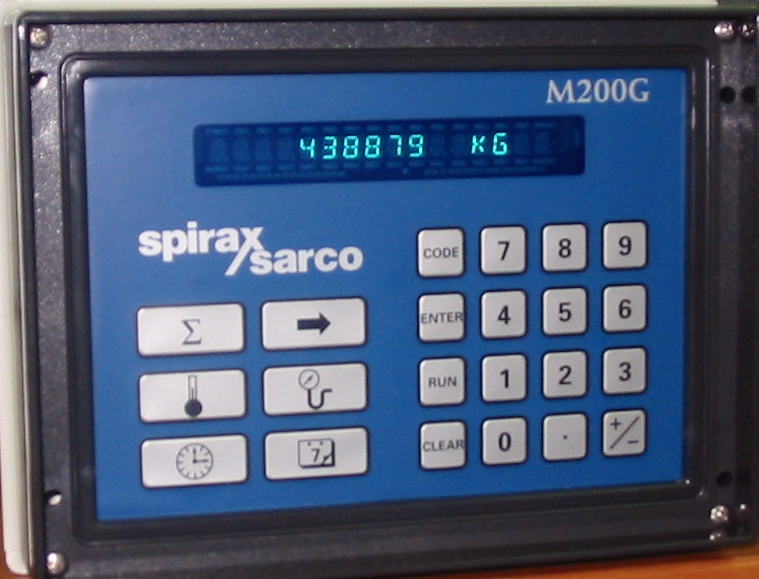 M200G
438879 KG
spirax
sarco
CODE 7 8 9
ENTER 4 5 6
RUN 1 2 3
CLEAR 0 . +/-
Σ
7